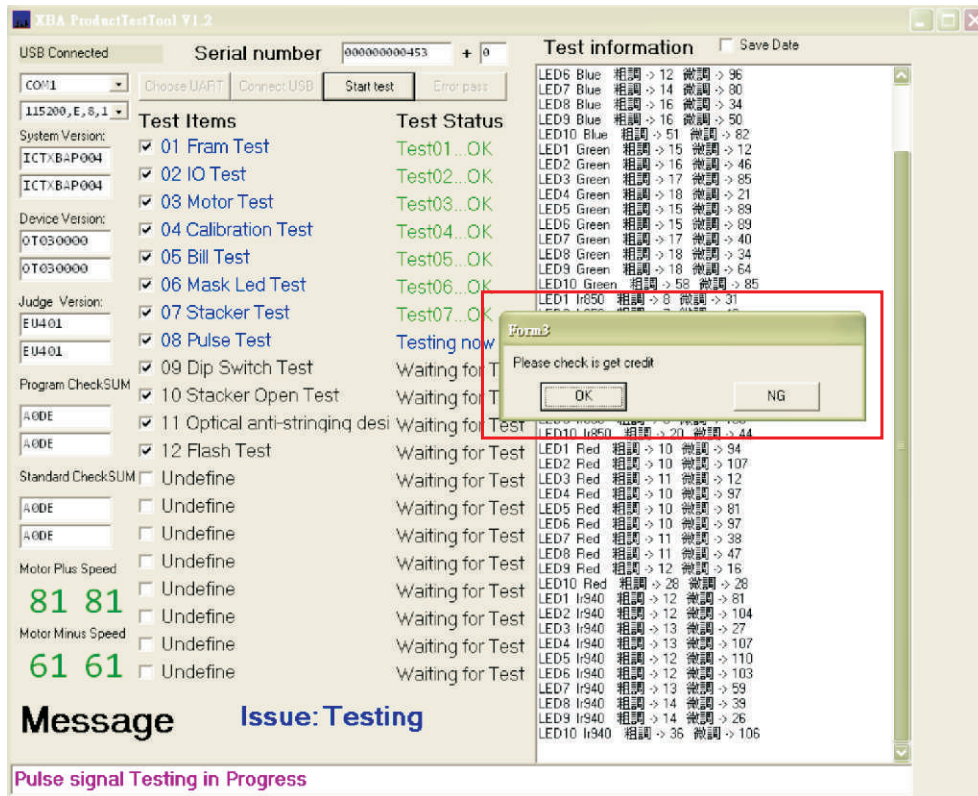 XBA ProductTestTool V1.2
USB Connected
Serial number 000000000453 + 0
COM1
Choose UART Connect USB Start test Error pass
115200,E,8,1
System Version:
ICTXBAP004
ICTXBAP004
Device Version:
0T030000
0T030000
Judge Version:
EU401
EU401
Program CheckSUM
A0DE
A0DE
Standard CheckSUM
A0DE
A0DE
Motor Plus Speed
81 81
Motor Minus Speed
61 61
Test Items Test Status
01 Fram Test Test01...OK
02 IO Test Test02...OK
03 Motor Test Test03...OK
04 Calibration Test Test04...OK
05 Bill Test Test05...OK
06 Mask Led Test Test06...OK
07 Stacker Test Test07...OK
08 Pulse Test Testing now
09 Dip Switch Test Waiting for T
10 Stacker Open Test Waiting for T
11 Optical anti-stringing desi Waiting for Test
12 Flash Test Waiting for Test
Undefine Waiting for Test
Undefine Waiting for Test
Undefine Waiting for Test
Undefine Waiting for Test
Undefine Waiting for Test
Undefine Waiting for Test
Undefine Waiting for Test
Undefine Waiting for Test
Test information Save Date
LED6 Blue 粗調 -> 12 微調 -> 96
LED7 Blue 粗調 -> 14 微調 -> 80
LED8 Blue 粗調 -> 16 微調 -> 34
LED9 Blue 粗調 -> 16 微調 -> 50
LED10 Blue 粗調 -> 51 微調 -> 82
LED1 Green 粗調 -> 15 微調 -> 12
LED2 Green 粗調 -> 16 微調 -> 46
LED3 Green 粗調 -> 17 微調 -> 85
LED4 Green 粗調 -> 18 微調 -> 21
LED5 Green 粗調 -> 15 微調 -> 89
LED6 Green 粗調 -> 15 微調 -> 89
LED7 Green 粗調 -> 17 微調 -> 40
LED8 Green 粗調 -> 18 微調 -> 34
LED9 Green 粗調 -> 18 微調 -> 64
LED10 Green 粗調 -> 58 微調 -> 85
LED1 Ir850 粗調 -> 8 微調 -> 31
Form3
Please check is get credit
OK NG
LED10 Ir850 粗調 -> 20 微調 -> 44
LED1 Red 粗調 -> 10 微調 -> 94
LED2 Red 粗調 -> 10 微調 -> 107
LED3 Red 粗調 -> 11 微調 -> 12
LED4 Red 粗調 -> 10 微調 -> 97
LED5 Red 粗調 -> 10 微調 -> 81
LED6 Red 粗調 -> 10 微調 -> 97
LED7 Red 粗調 -> 11 微調 -> 38
LED8 Red 粗調 -> 11 微調 -> 47
LED9 Red 粗調 -> 12 微調 -> 16
LED10 Red 粗調 -> 28 微調 -> 28
LED1 Ir940 粗調 -> 12 微調 -> 81
LED2 Ir940 粗調 -> 12 微調 -> 104
LED3 Ir940 粗調 -> 13 微調 -> 27
LED4 Ir940 粗調 -> 13 微調 -> 107
LED5 Ir940 粗調 -> 12 微調 -> 110
LED6 Ir940 粗調 -> 12 微調 -> 103
LED7 Ir940 粗調 -> 13 微調 -> 59
LED8 Ir940 粗調 -> 14 微調 -> 39
LED9 Ir940 粗調 -> 14 微調 -> 26
LED10 Ir940 粗調 -> 36 微調 -> 106
Message Issue: Testing
Pulse signal Testing in Progress